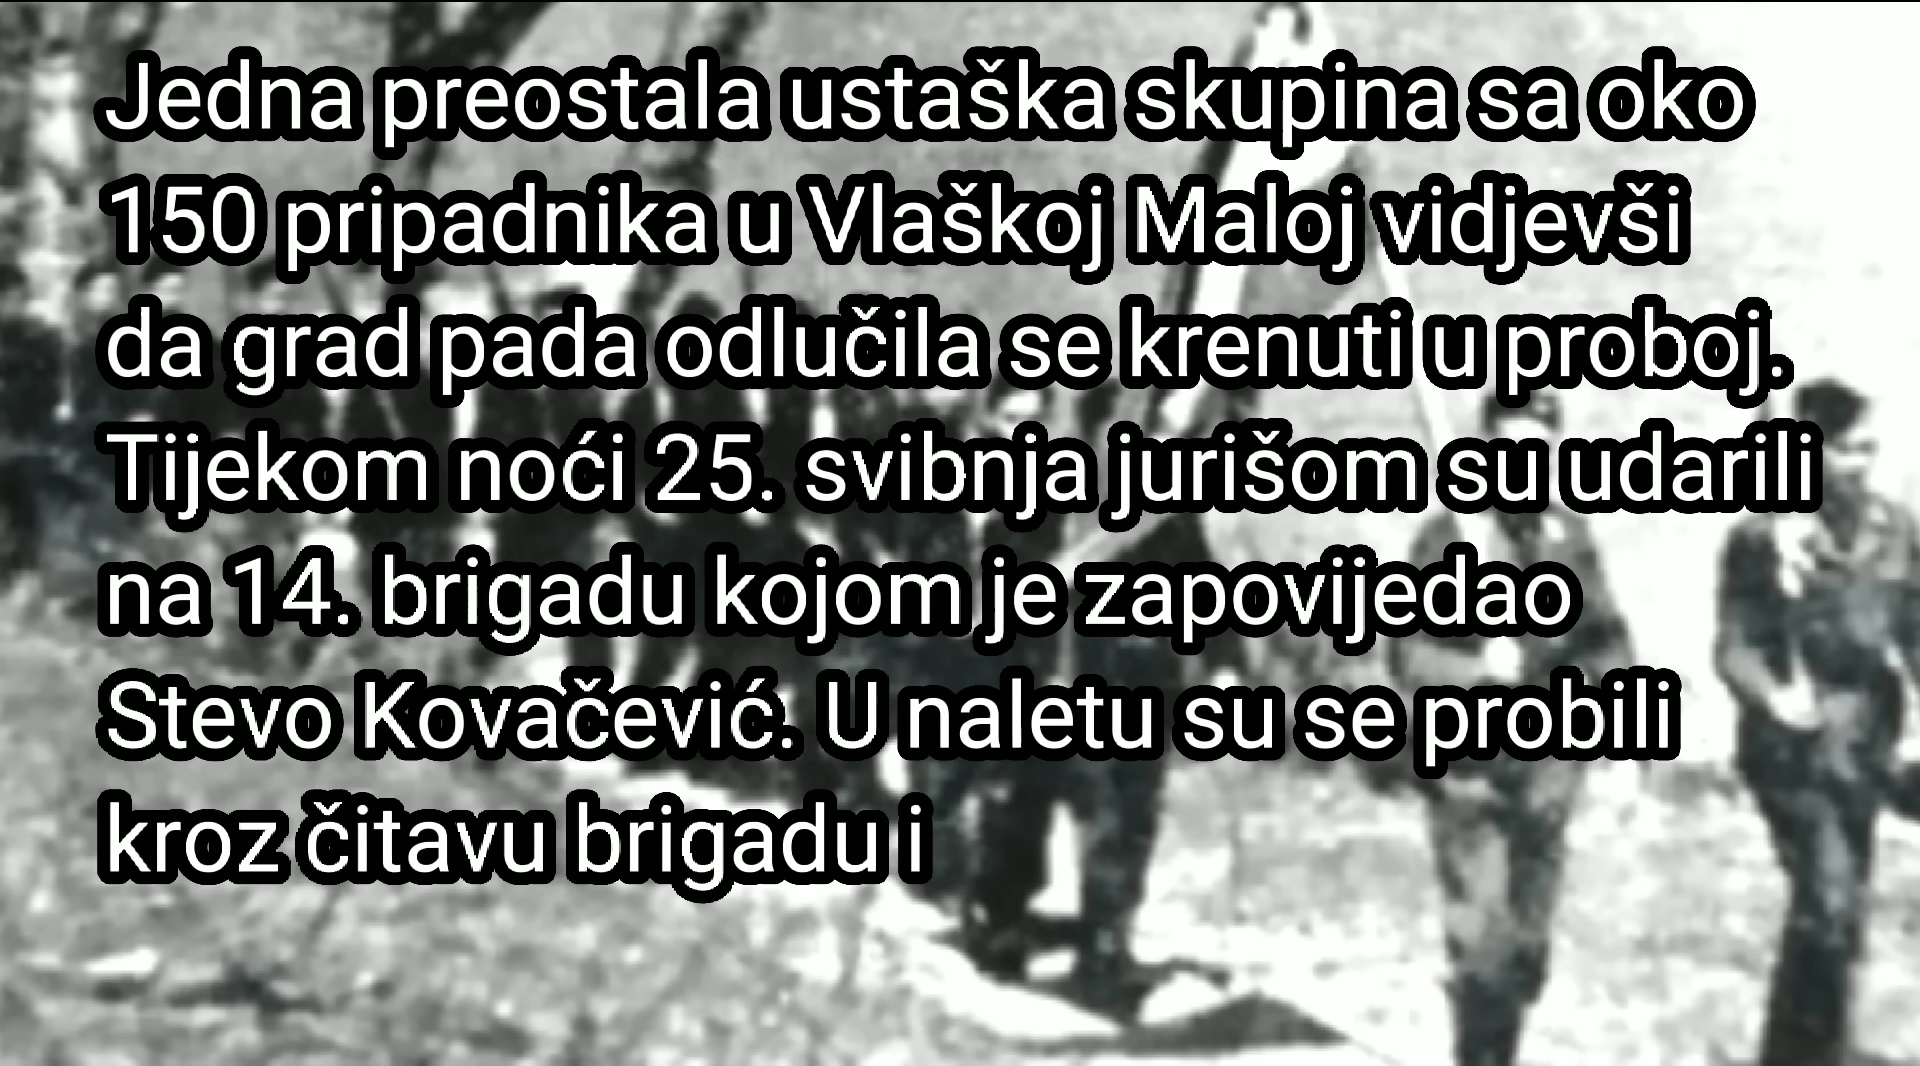 Jedna preostala ustaška skupina sa oko
150 pripadnika u Vlaškoj Maloj vidjevši
da grad pada odlučila se krenuti u proboj.
Tijekom noći 25. svibnja jurišom su udarili
na 14. brigadu kojom je zapovijedao
Stevo Kovačević. U naletu su se probili
kroz čitavu brigadu i